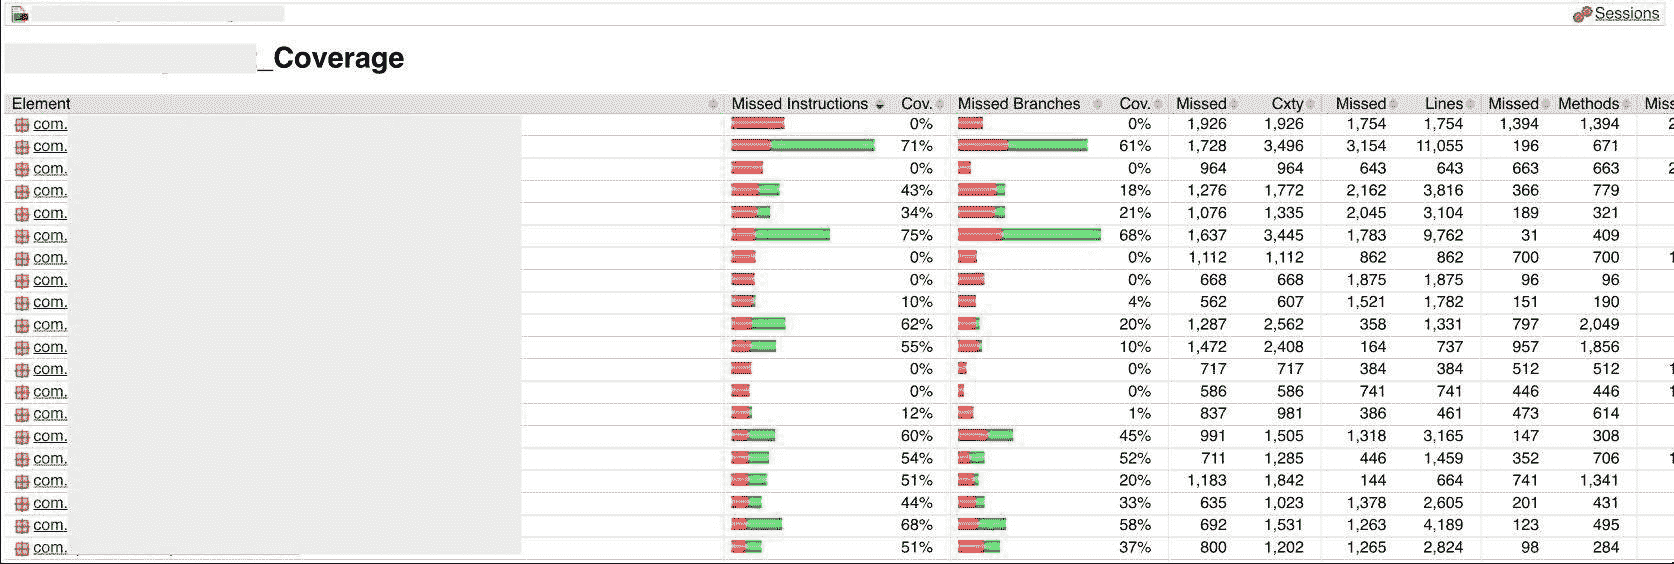 Sessions
_Coverage
Element Missed Instructions Cov. Missed Branches Cov. Missed Cxty Missed Lines Missed Methods Miss
com. 0% 0% 1,926 1,926 1,754 1,754 1,394 1,394 2
com. 71% 61% 1,728 3,496 3,154 11,055 196 671
com. 0% 0% 964 964 643 643 663 663 2
com. 43% 18% 1,276 1,772 2,162 3,816 366 779
com. 34% 21% 1,076 1,335 2,045 3,104 189 321
com. 75% 68% 1,637 3,445 1,783 9,762 31 409
com. 0% 0% 1,112 1,112 862 862 700 700 1
com. 0% 0% 668 668 1,875 1,875 96 96
com. 10% 4% 562 607 1,521 1,782 151 190
com. 62% 20% 1,287 2,562 358 1,331 797 2,049
com. 55% 10% 1,472 2,408 164 737 957 1,856
com. 0% 0% 717 717 384 384 512 512 1
com. 0% 0% 586 586 741 741 446 446 1
com. 12% 1% 837 981 386 461 473 614
com. 60% 45% 991 1,505 1,318 3,165 147 308
com. 54% 52% 711 1,285 446 1,459 352 706 1
com. 51% 20% 1,183 1,842 144 664 741 1,341
com. 44% 33% 635 1,023 1,378 2,605 201 431
com. 68% 58% 692 1,531 1,263 4,189 123 495
com. 51% 37% 800 1,202 1,265 2,824 98 284